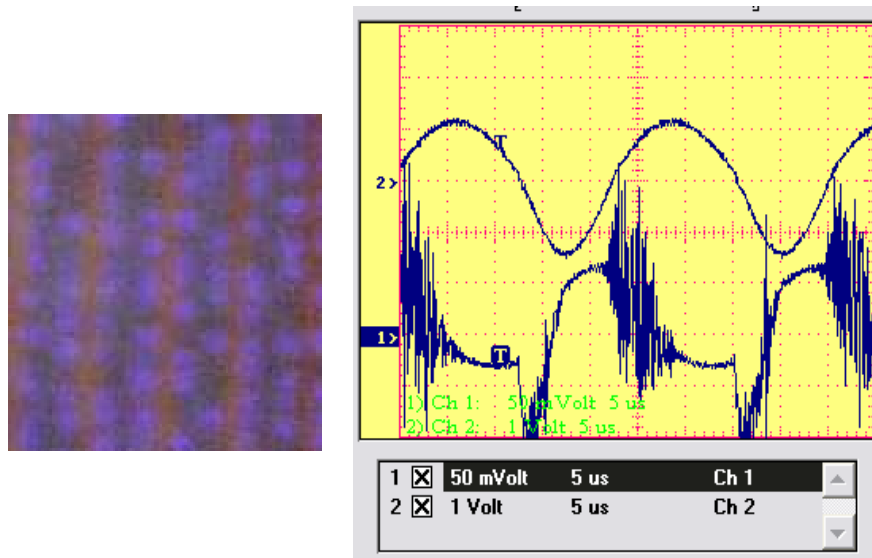 2>
T
1>
T
1) Ch 1: 50 mVolt 5 us
2) Ch 2: 1 Volt 5 us
1 50 mVolt 5 us Ch 1
2 1 Volt 5 us Ch 2